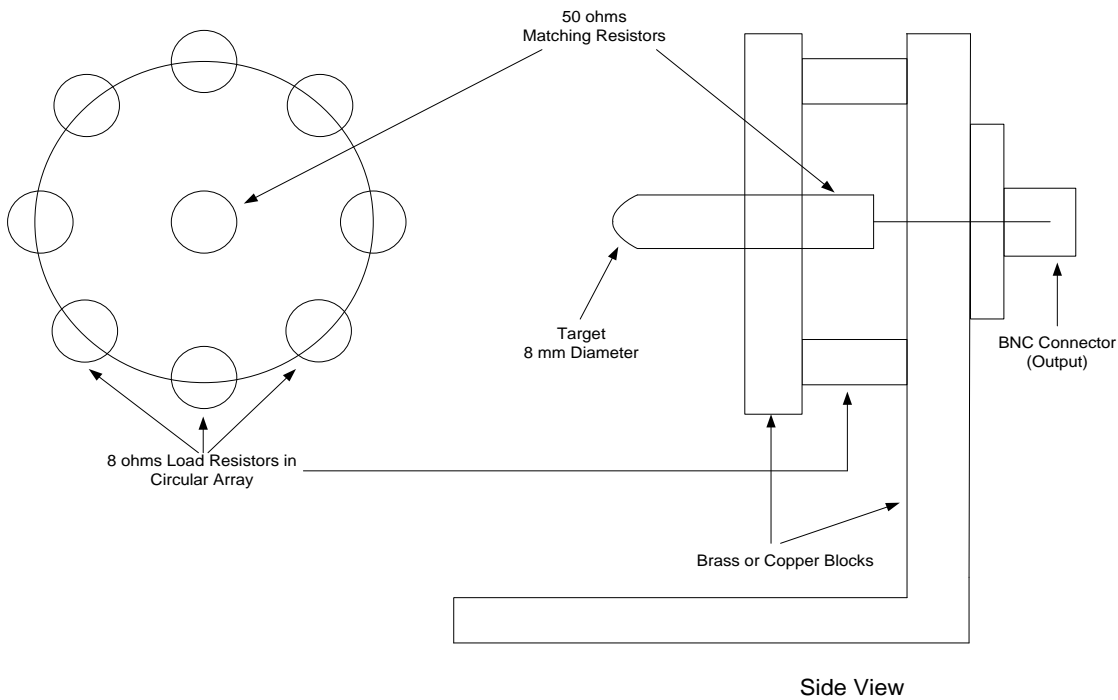 50 ohms
Matching Resistors
Target
8 mm Diameter
BNC Connector
(Output)
8 ohms Load Resistors in
Circular Array
Brass or Copper Blocks
Side View